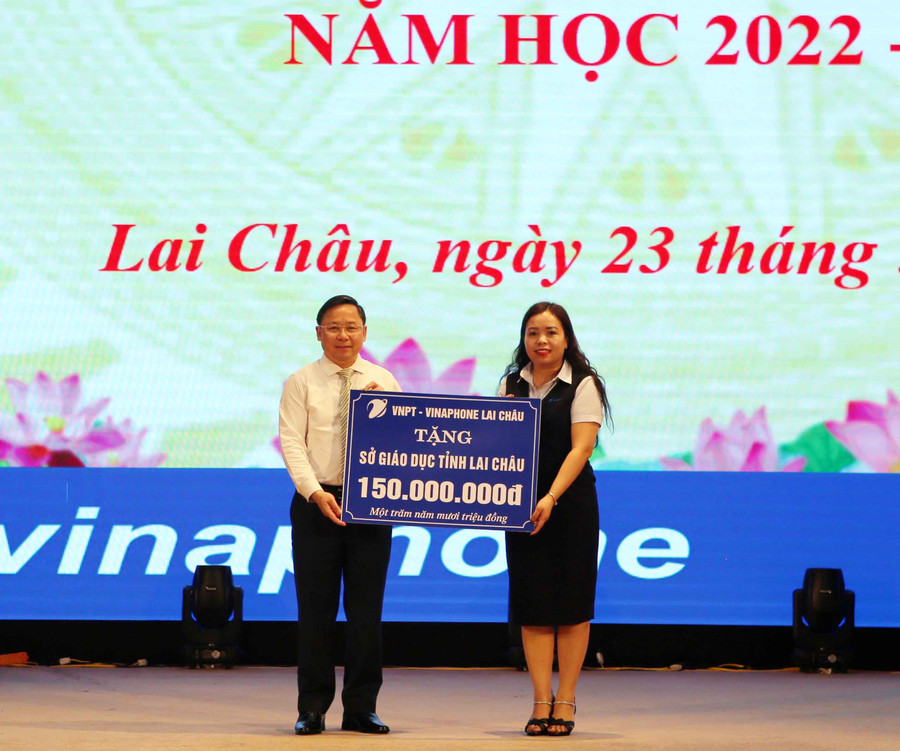 NĂM HỌC 2022 -
Lai Châu, ngày 23 tháng
VNPT - VINAPHONE LAI CHÂU
TẶNG
SỞ GIÁO DỤC TỈNH LAI CHÂU
150.000.000đ
Một trăm năm mươi triệu đồng
vinaphone